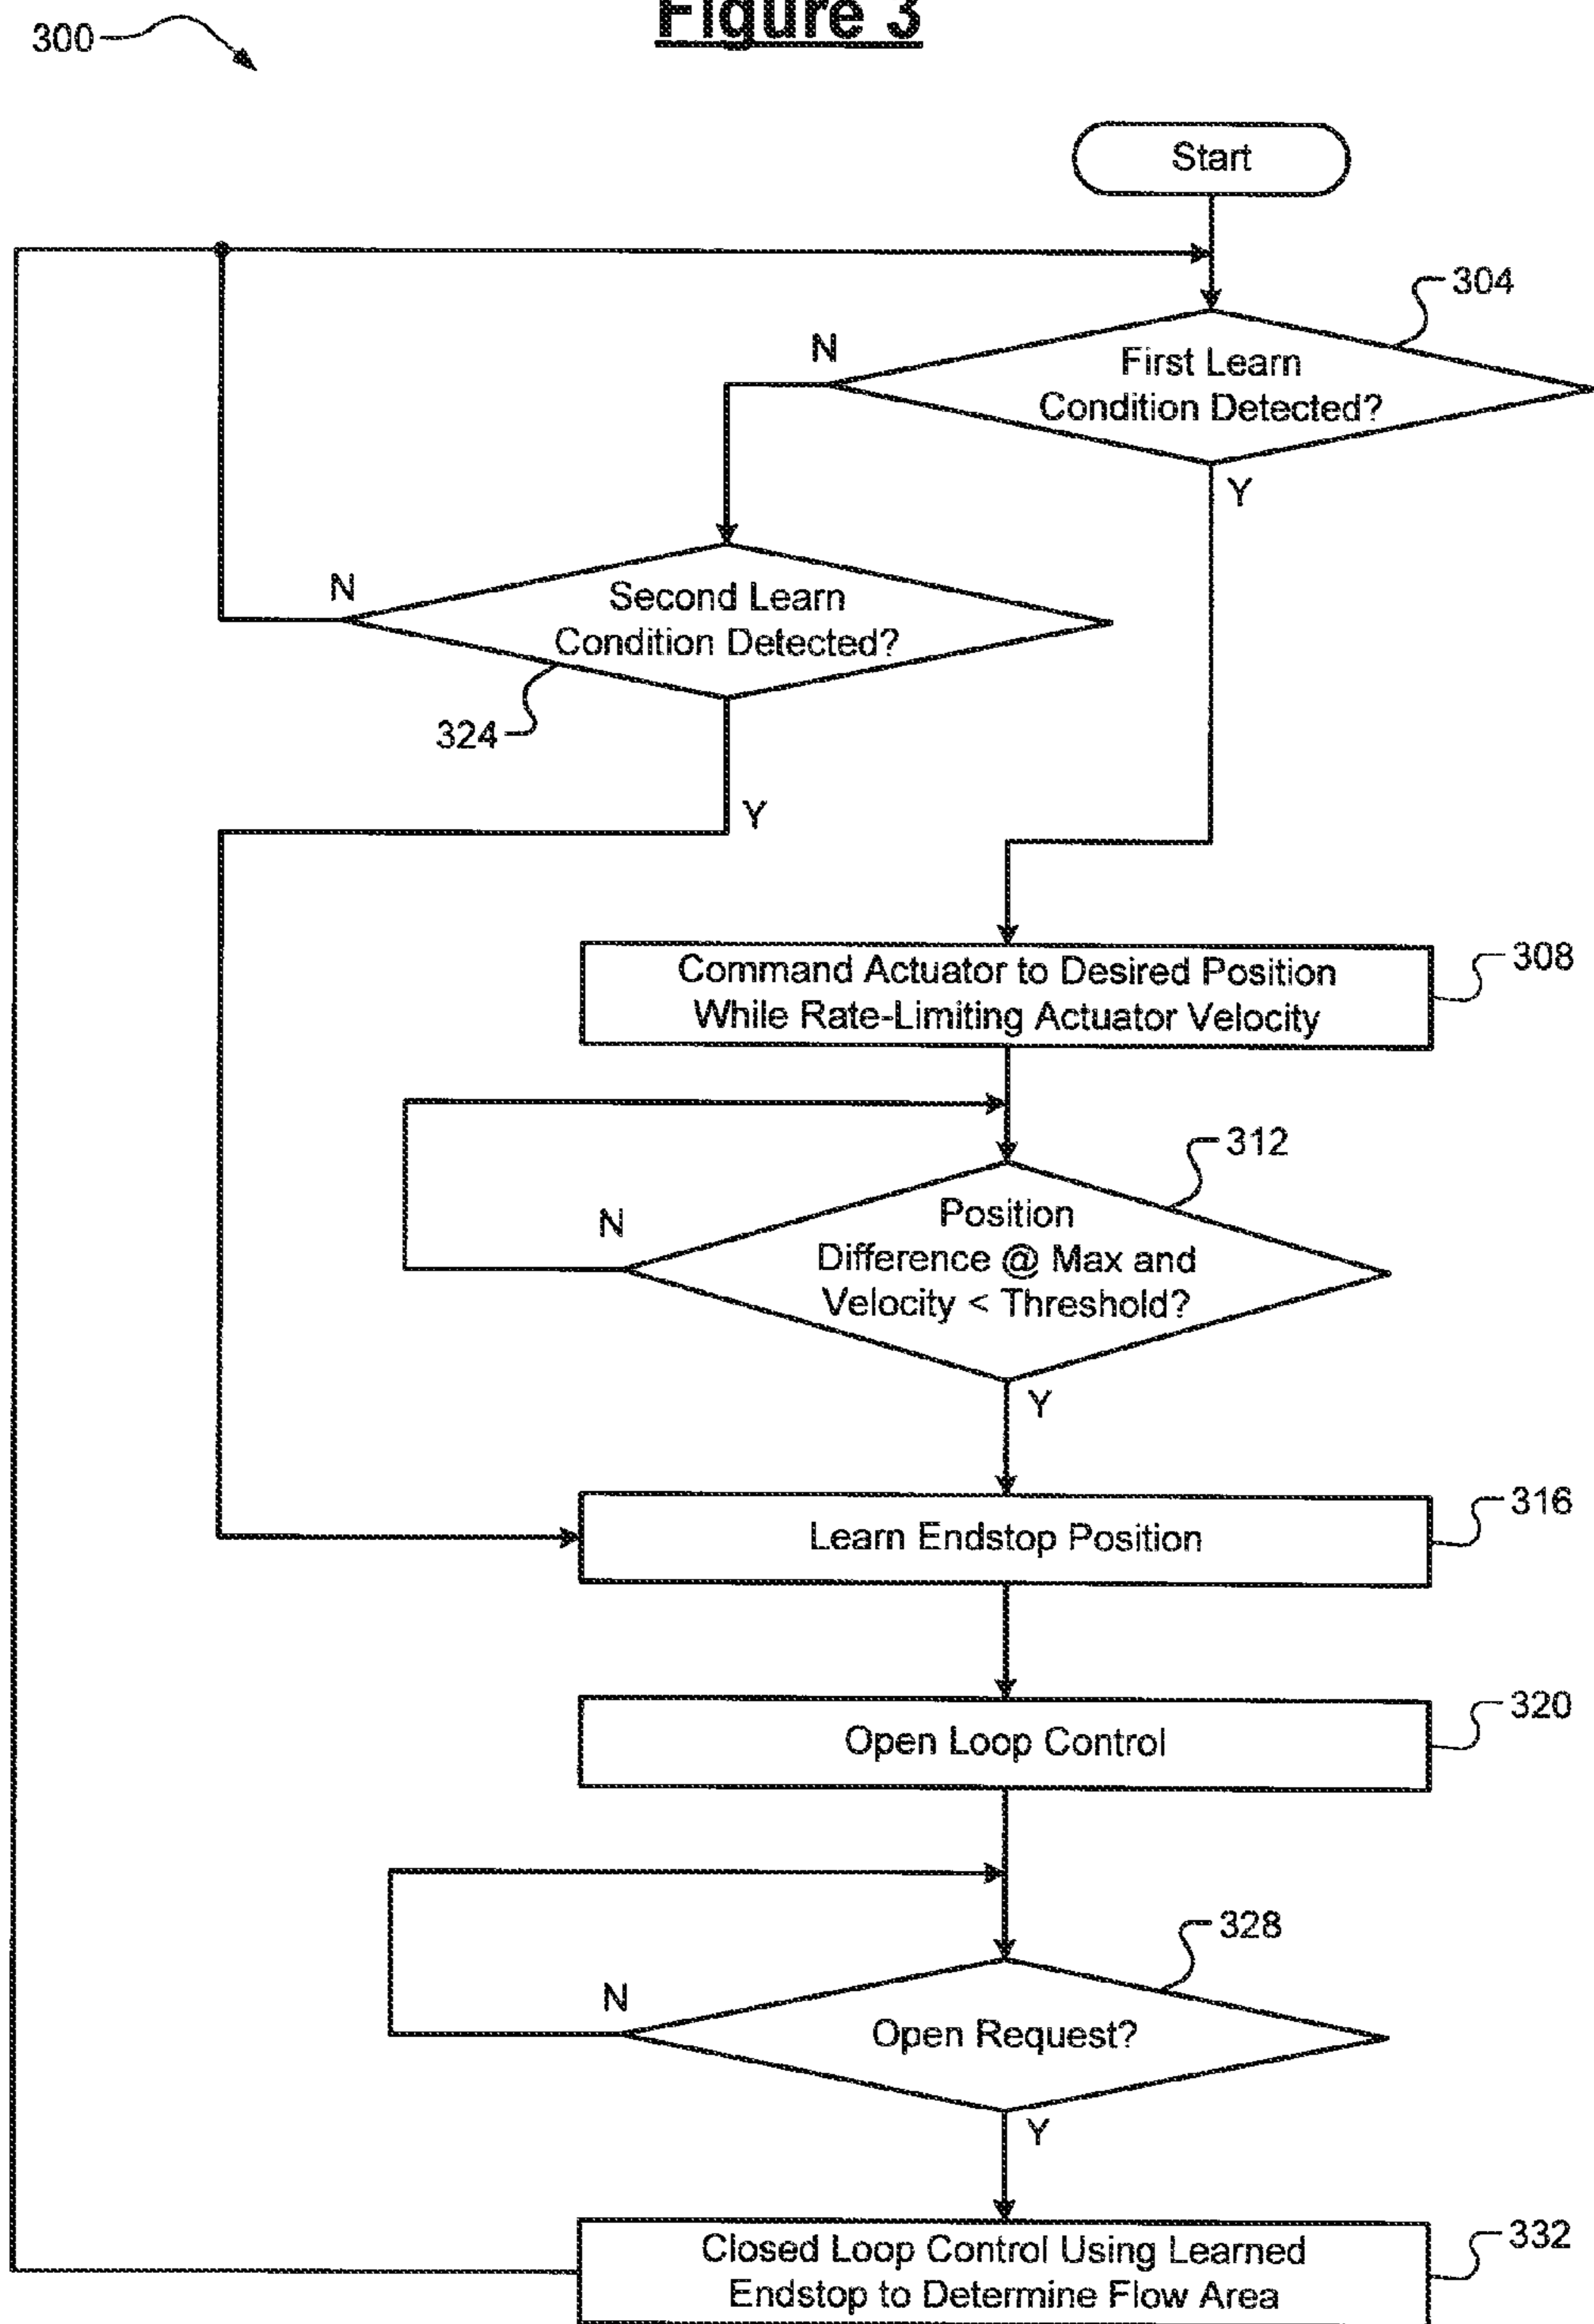 Figure 3
300
Start
304
N
First Learn
Condition Detected?
Y
N
Second Learn
Condition Detected?
324
Y
Command Actuator to Desired Position
While Rate-Limiting Actuator Velocity
308
312
N
Position
Difference @ Max and
Velocity < Threshold?
Y
Learn Endstop Position
316
Open Loop Control
320
328
N
Open Request?
Y
Closed Loop Control Using Learned
Endstop to Determine Flow Area
332